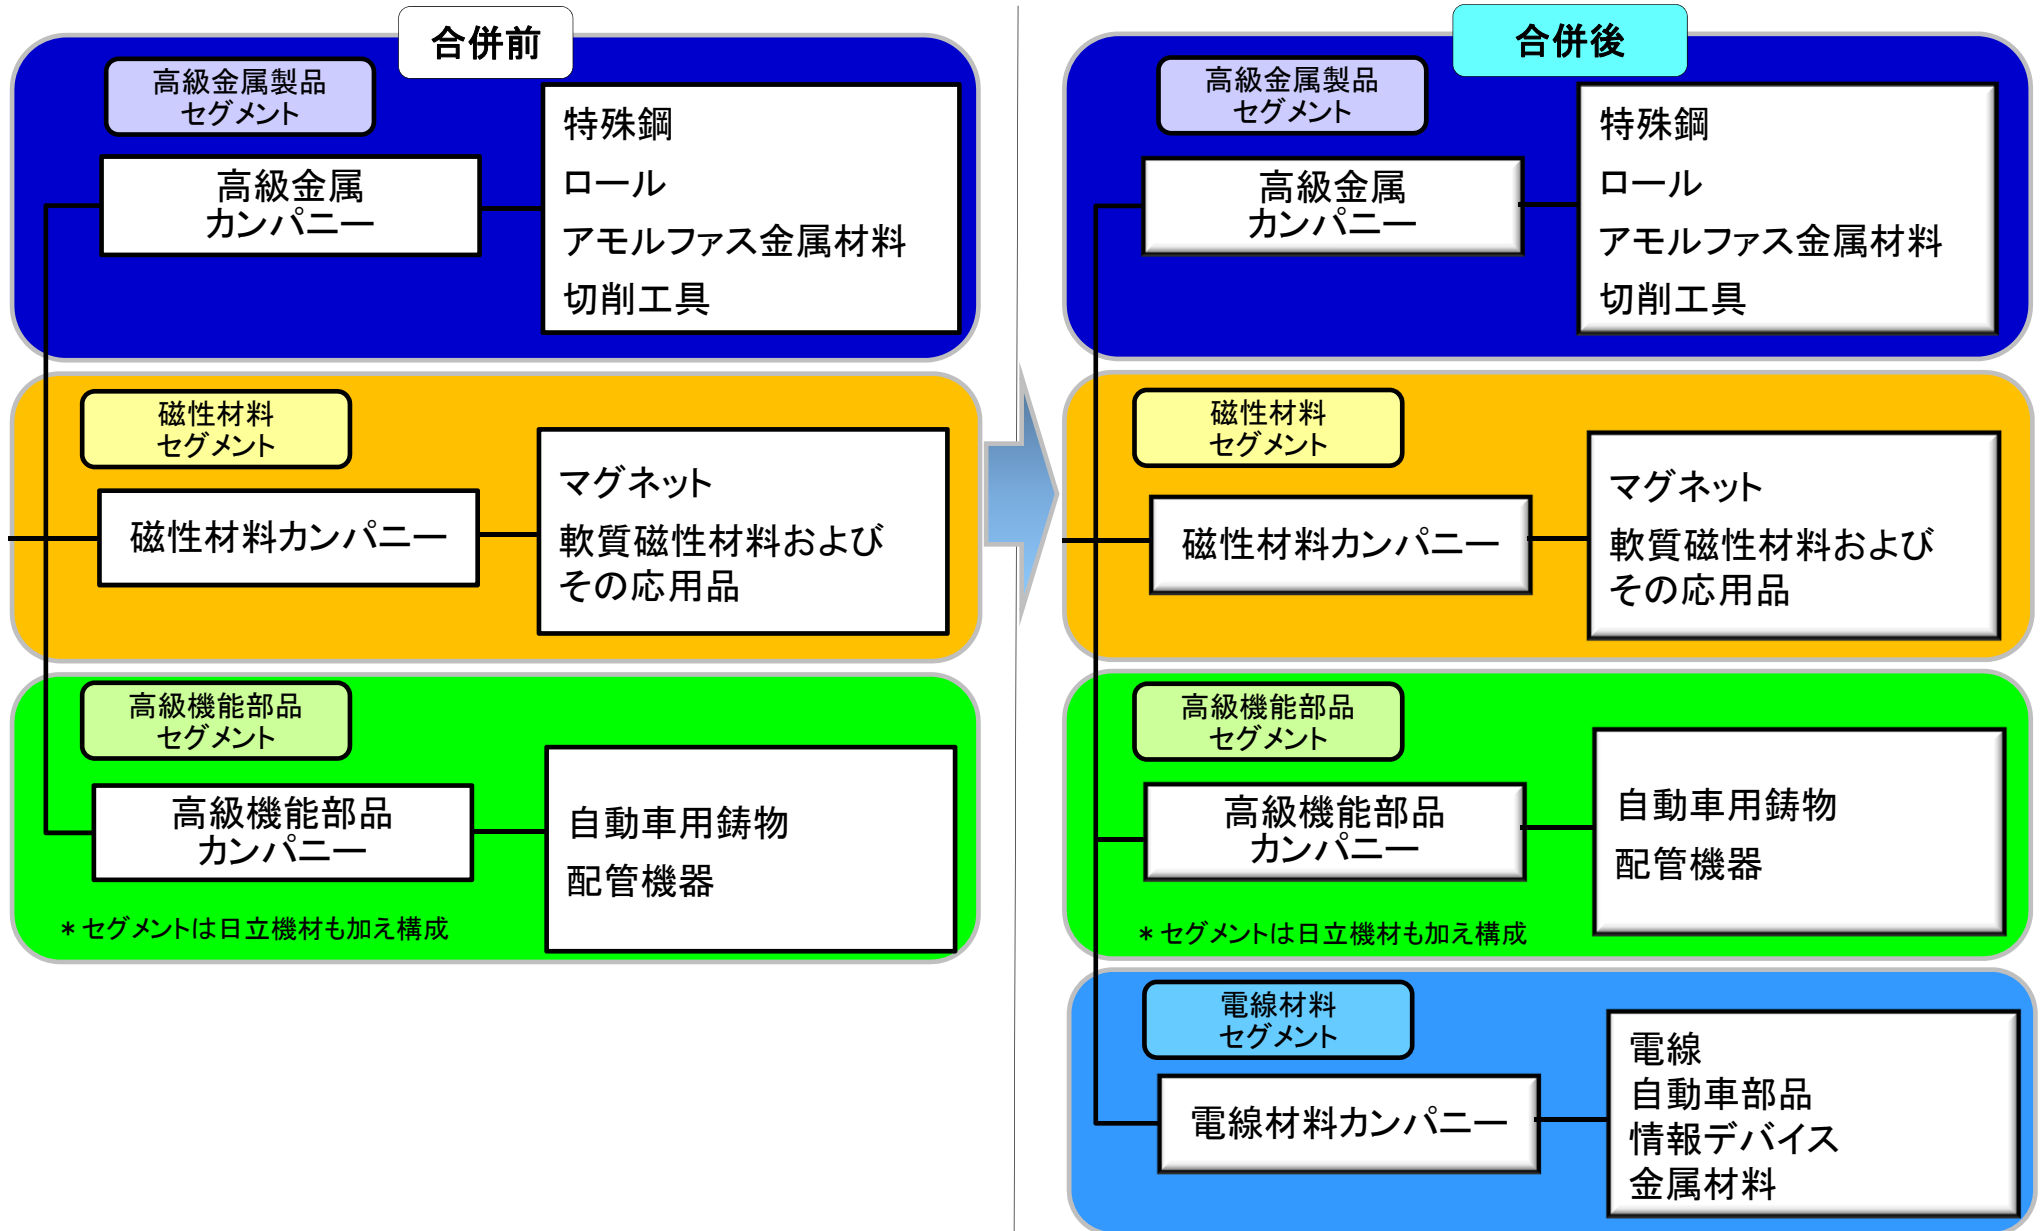 合併前
高級金属製品
セグメント
高級金属
カンパニー
特殊鋼
ロール
アモルファス金属材料
切削工具
磁性材料
セグメント
磁性材料カンパニー
マグネット
軟質磁性材料および
その応用品
高級機能部品
セグメント
高級機能部品
カンパニー
自動車用鋳物
配管機器
＊セグメントは日立機材も加え構成
合併後
高級金属製品
セグメント
高級金属
カンパニー
特殊鋼
ロール
アモルファス金属材料
切削工具
磁性材料
セグメント
磁性材料カンパニー
マグネット
軟質磁性材料および
その応用品
高級機能部品
セグメント
高級機能部品
カンパニー
自動車用鋳物
配管機器
＊セグメントは日立機材も加え構成
電線材料
セグメント
電線材料カンパニー
電線
自動車部品
情報デバイス
金属材料